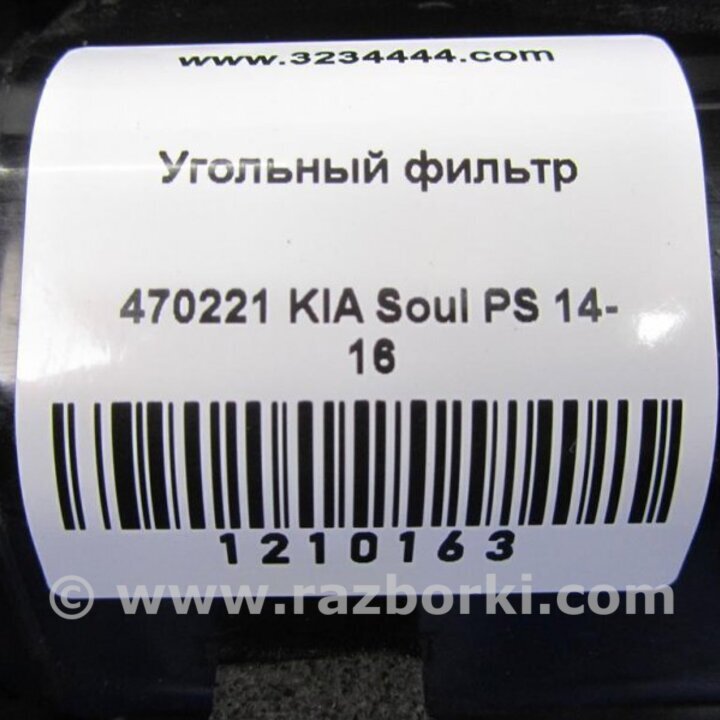 www.3234444.com
Угольный фильтр
470221 KIA Soul PS 14-
16
1210163
© www.razborki.com